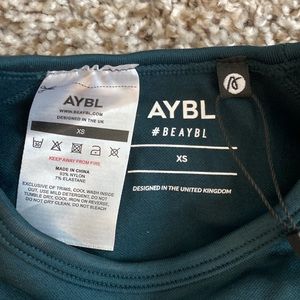 AYBL
WWW.BEAYBL.COM
DESIGNED IN THE UK
XS
KEEP AWAY FROM FIRE
MADE IN CHINA
93% NYLON
7% ELASTANE
EXCLUSIVE OF TRIMS, COOL WASH INSIDE
OUT, USE MILD DETERGENT, DO NOT
TUMBLE DRY, COOL IRON ON REVERSE,
DO NOT DRY CLEAN, DO NOT BLEACH
AYBL
#BEAYBL
XS
DESIGNED IN THE UNITED KINGDOM